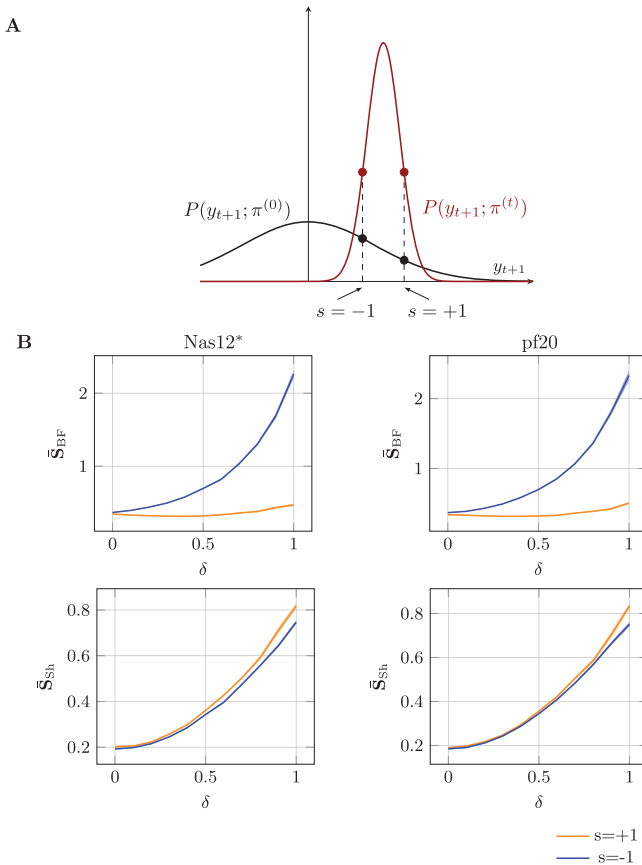 A
P(y_{t+1}; π^{(0)})
P(y_{t+1}; π^{(t)})
y_{t+1}
s = −1
s = +1
B
Nas12*
pf20
S̄_BF
2
1
0
0.5
1
δ
S̄_BF
2
1
0
0.5
1
δ
S̄_Sh
0.8
0.6
0.4
0.2
0
0.5
1
δ
S̄_Sh
0.8
0.6
0.4
0.2
0
0.5
1
δ
s=+1
s=-1